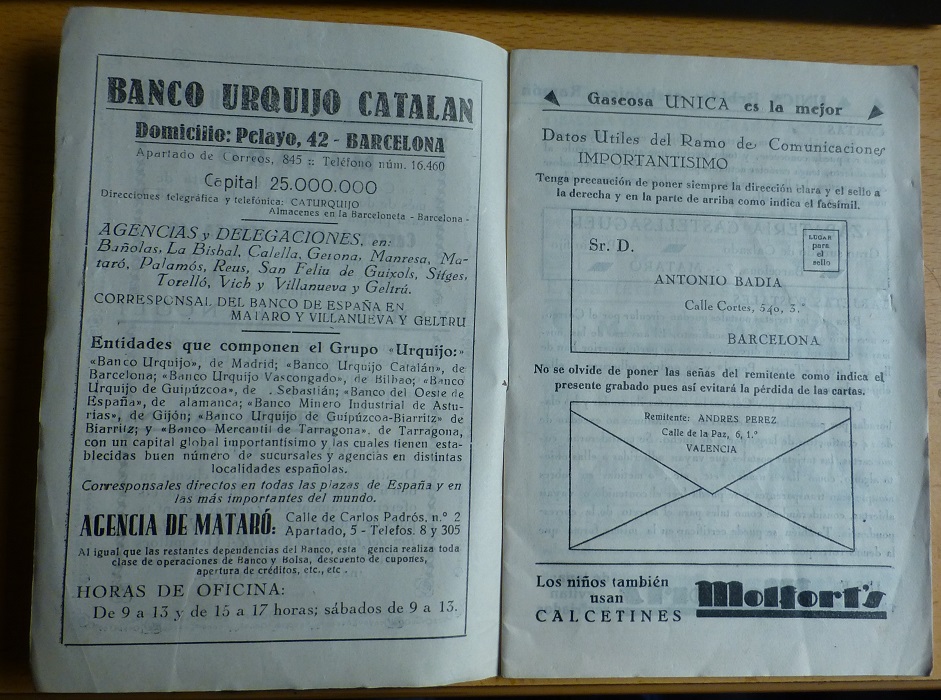 BANCO URQUIJO CATALAN
Domicilio: Pelayo, 42 - BARCELONA
Apartado de Correos, 845 :: Teléfono núm. 16.460
Capital 25.000.000
Direcciones telegráfica y telefónica: CATURQUIJO
Almacenes en la Barceloneta - Barcelona -
AGENCIAS y DELEGACIONES, en:
Bañolas, La Bisbal, Calella, Gerona, Manresa, Ma-
taró, Palamós, Reus, San Feliu de Guixols, Sitges,
Torelló, Vich y Villanueva y Geltrú.
CORRESPONSAL DEL BANCO DE ESPAÑA EN
MATARO Y VILLANUEVA Y GELTRU
Entidades que componen el Grupo «Urquijo:»
«Banco Urquijo», de Madrid; «Banco Urquijo Catalán», de
Barcelona; «Banco Urquijo Vascongado», de Bilbao; «Banco
Urquijo de Guipúzcoa», de . Sebastián; «Banco del Oeste de
España», de alamanca; «Banco Minero Industrial de Astu-
rias», de Gijón; «Banco Urquijo de Guipúzcoa-Biarritz» de
Biarritz; y «Banco Mercantil de Tarragona», de Tarragona,
con un capital global importantísimo y las cuales tienen esta-
blecidas buen número de sucursales y agencias en distintas
localidades españolas.
Corresponsales directos en todas las plazas de España y en
las más importantes del mundo.
AGENCIA DE MATARÓ: Calle de Carlos Padrós, n.º 2
Apartado, 5 - Telefos. 8 y 305
Al igual que las restantes dependencias del Banco, esta gencia realiza toda
clase de operaciones de Banco y Bolsa, descuento de cupones,
apertura de créditos, etc., etc .
HORAS DE OFICINA:
De 9 a 13 y de 15 a 17 horas; sábados de 9 a 13.
Gaseosa UNICA es la mejor
Datos Utiles del Ramo de Comunicaciones
IMPORTANTISIMO
Tenga precaución de poner siempre la dirección clara y el sello a
la derecha y en la parte de arriba como indica el facsímil.
LUGAR
para
el
sello
Sr. D.
ANTONIO BADIA
Calle Cortes, 540, 3.º
BARCELONA
No se olvide de poner las señas del remitente como indica el
presente grabado pues así evitará la pérdida de las cartas.
Remitente: ANDRES PEREZ
Calle de la Paz, 6, 1.º
VALENCIA
Los niños también
usan
CALCETINES
Molfort's